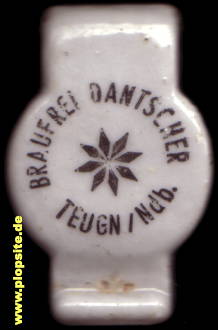 BRAUEREI DANTSCHER
TEUGN/Ndb.
www.plopsite.de